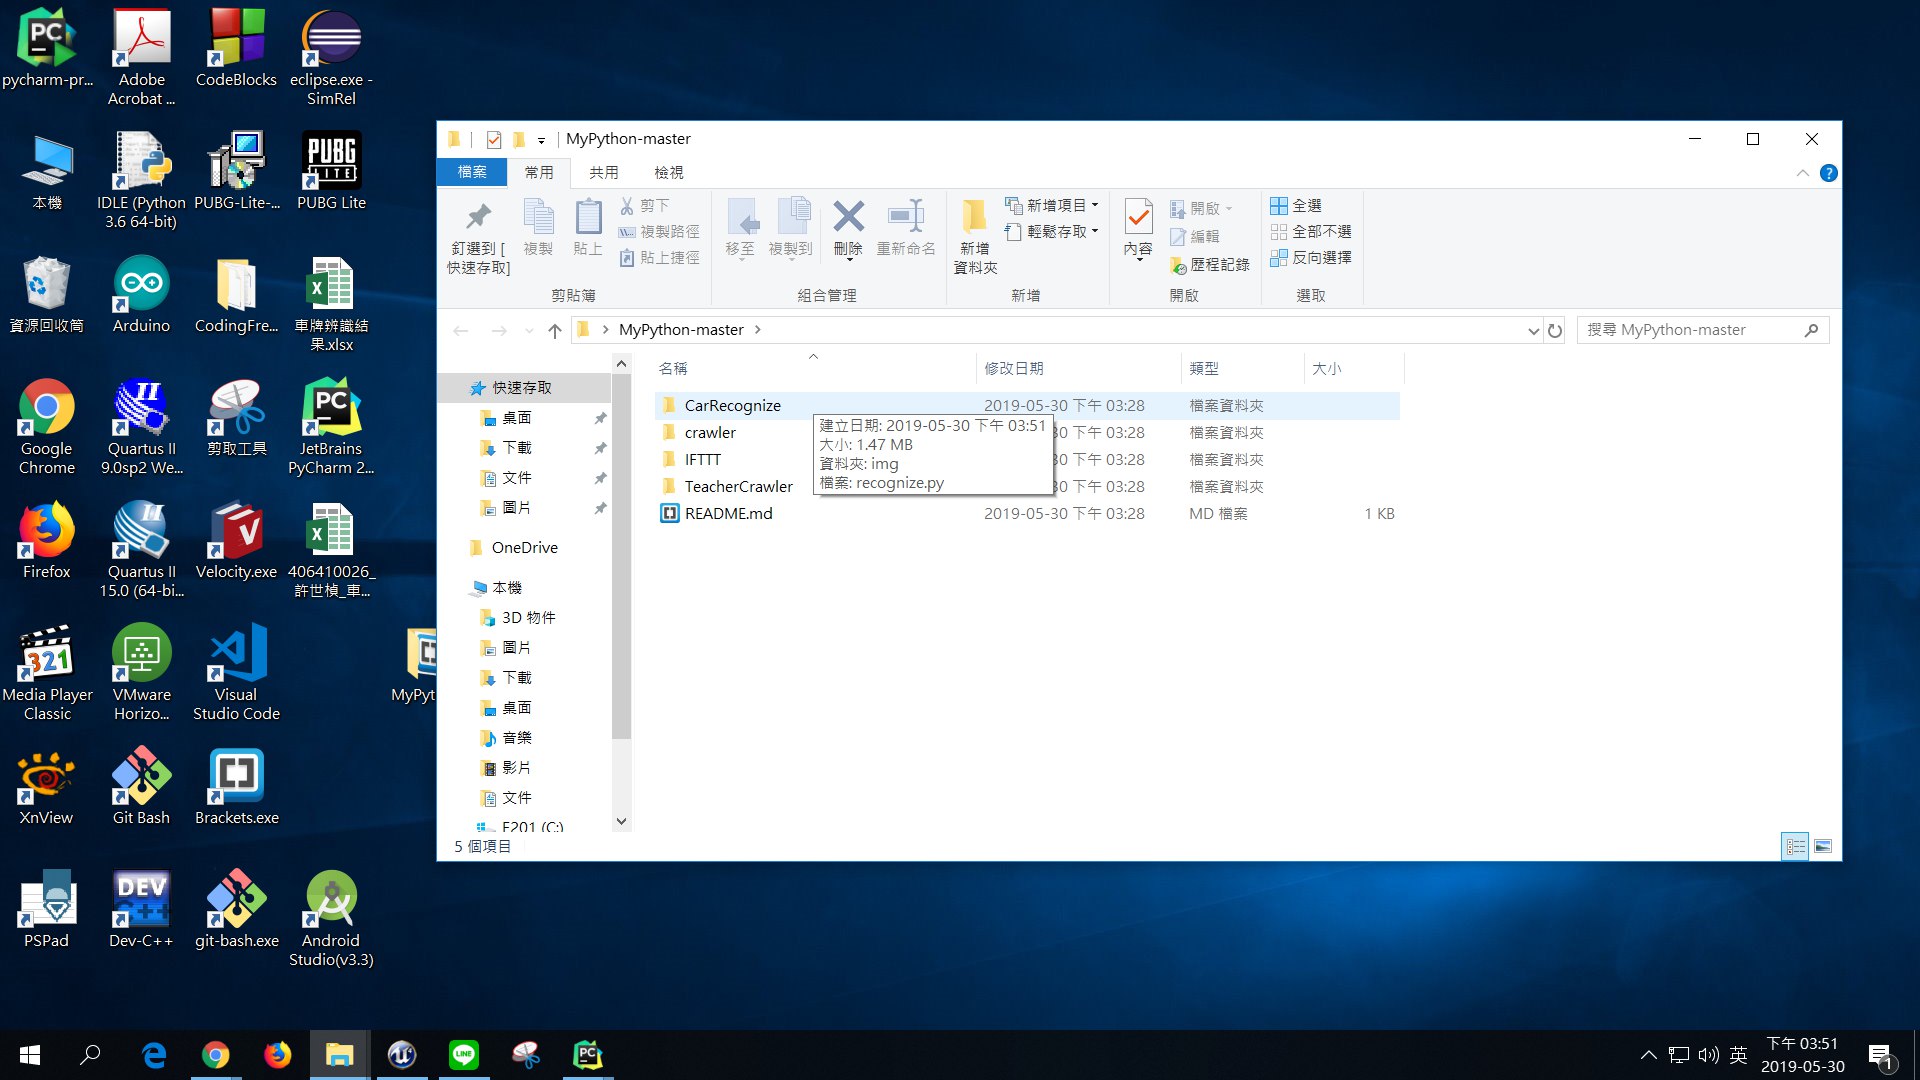 pycharm-pr...
Adobe
Acrobat ...
CodeBlocks
eclipse.exe -
SimRel
本機
IDLE (Python
3.6 64-bit)
PUBG-Lite-...
PUBG
LITE
PUBG Lite
資源回收筒
Arduino
CodingFre...
車牌辨識結
果.xlsx
Google
Chrome
Quartus II
9.0sp2 We...
剪取工具
JetBrains
PyCharm 2...
Firefox
Quartus II
15.0 (64-bi...
Velocity.exe
406410026_
許世楨_車...
Media Player
Classic
VMware
Horizo...
Visual
Studio Code
MyPyt
XnView
Git Bash
Brackets.exe
PSPad
Dev-C++
git-bash.exe
Android
Studio(v3.3)
MyPython-master
檔案
常用
共用
檢視
釘選到 [
快速存取]
複製
貼上
剪下
複製路徑
貼上捷徑
剪貼簿
移至
複製到
刪除
重新命名
組合管理
新增
資料夾
新增項目
輕鬆存取
新增
內容
開啟
編輯
歷程記錄
開啟
全選
全部不選
反向選擇
選取
MyPython-master
搜尋 MyPython-master
快速存取
桌面
下載
文件
圖片
OneDrive
本機
3D 物件
圖片
下載
桌面
音樂
影片
文件
F201 (C:)
名稱
修改日期
類型
大小
CarRecognize 2019-05-30 下午 03:28 檔案資料夾
crawler 30 下午 03:28 檔案資料夾
IFTTT 30 下午 03:28 檔案資料夾
TeacherCrawler 30 下午 03:28 檔案資料夾
README.md 2019-05-30 下午 03:28 MD 檔案 1 KB
建立日期: 2019-05-30 下午 03:51
大小: 1.47 MB
資料夾: img
檔案: recognize.py
5 個項目
英
下午 03:51
2019-05-30
1